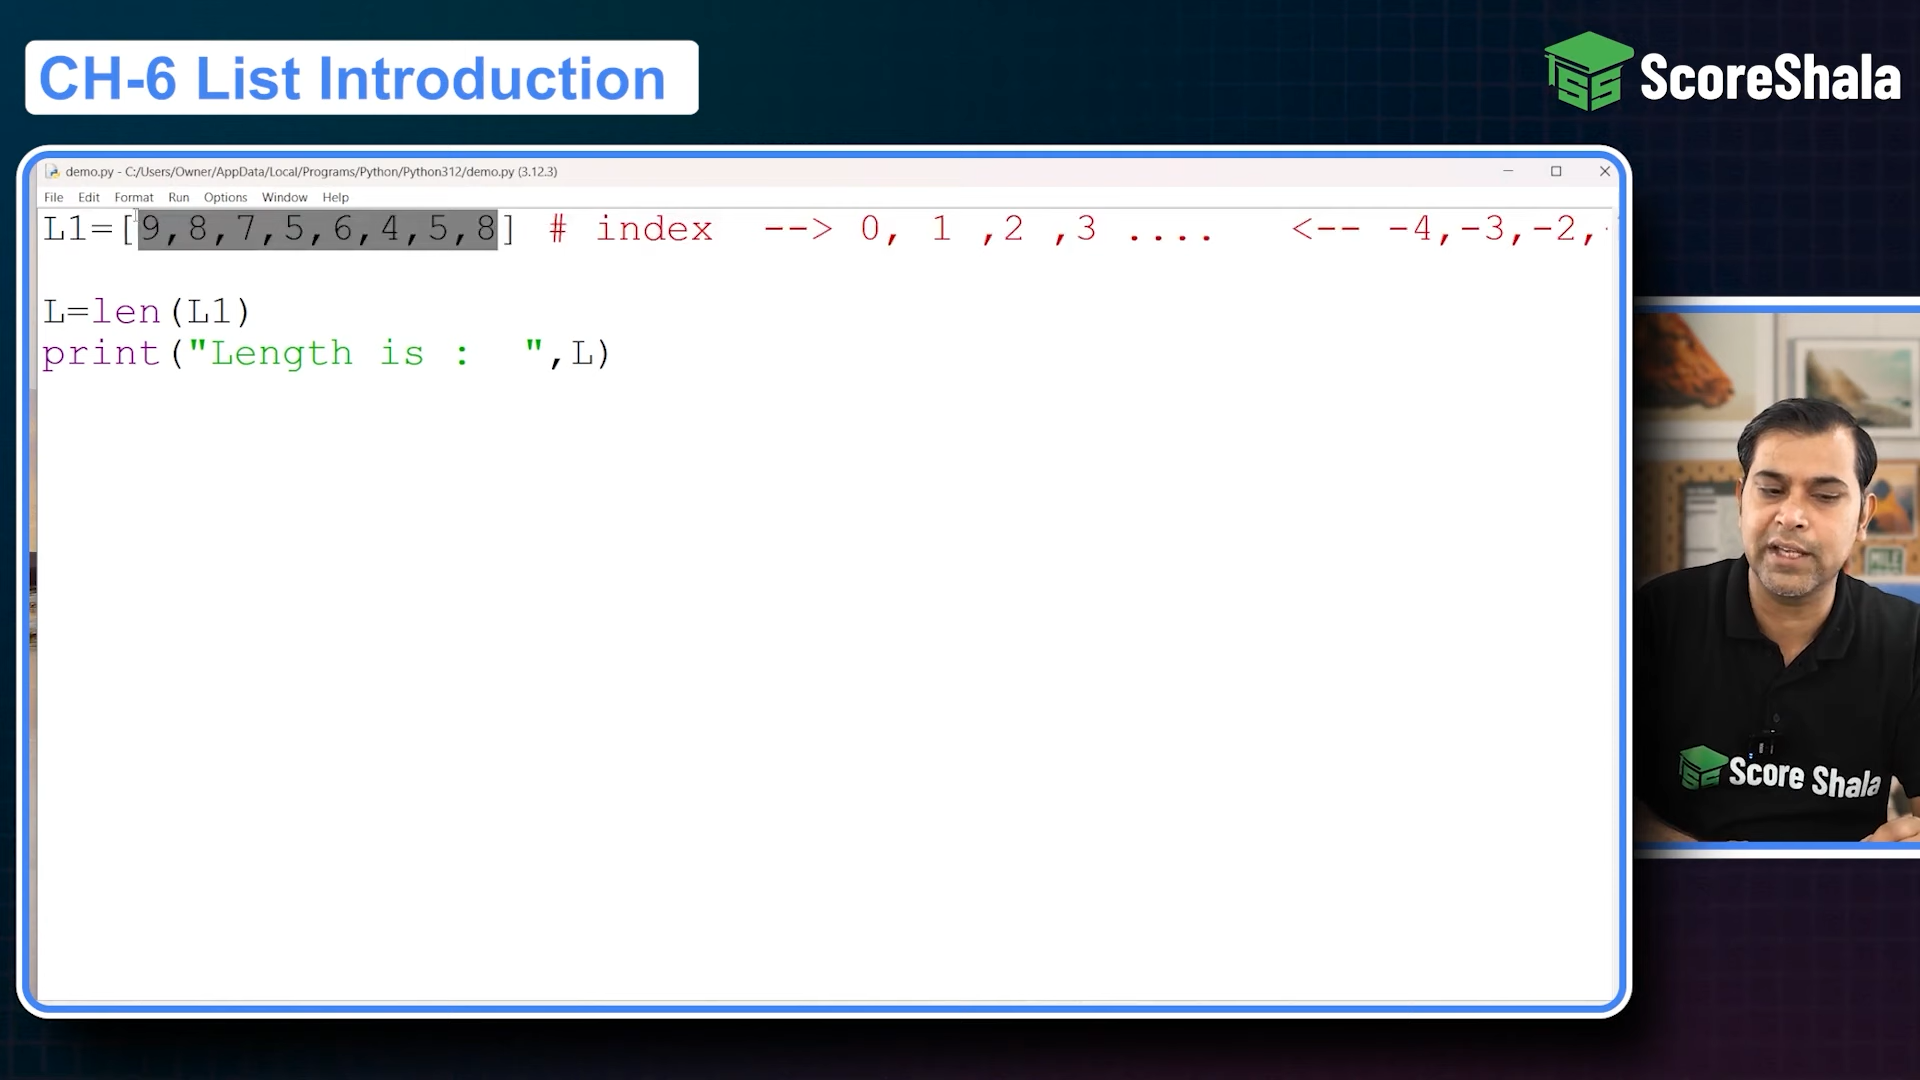 CH-6 List Introduction
ScoreShala
demo.py - C:/Users/Owner/AppData/Local/Programs/Python/Python312/demo.py (3.12.3)
File Edit Format Run Options Window Help
L1=[9,8,7,5,6,4,5,8] # index --> 0, 1 ,2 ,3 .... <-- -4,-3,-2,
L=len(L1)
print("Length is :  ",L)
Score Shala